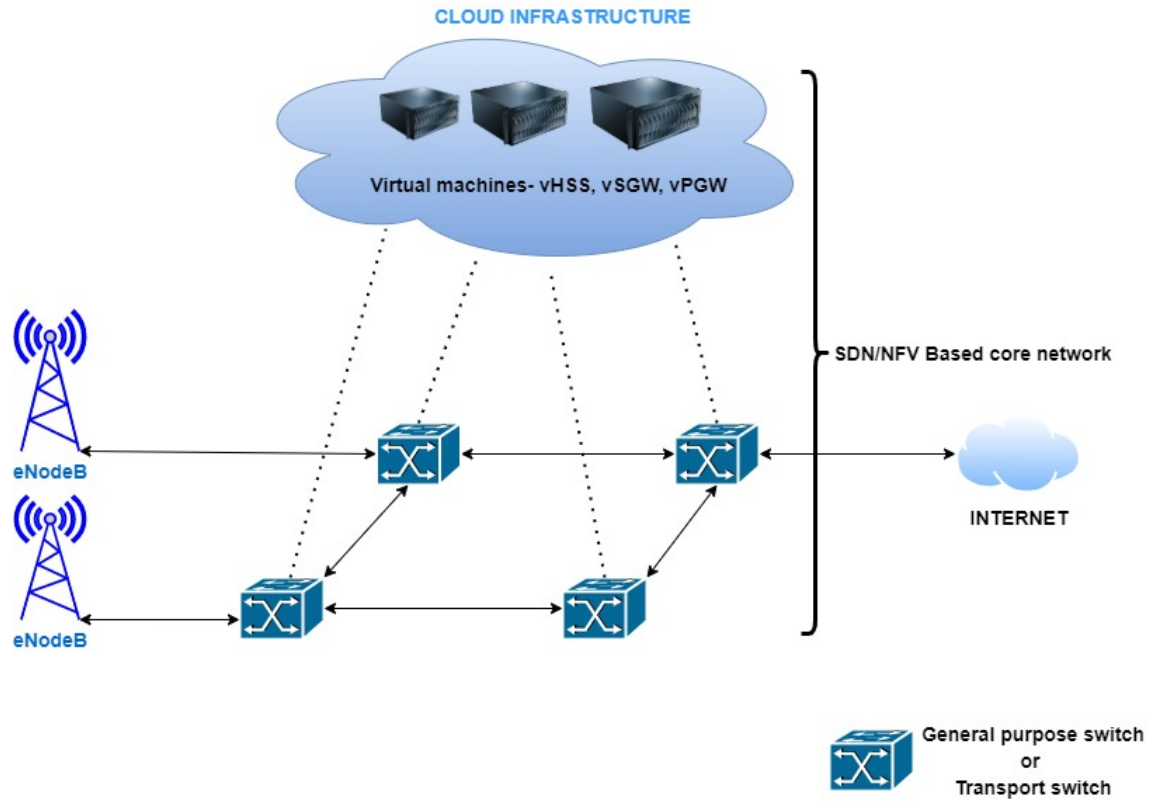 CLOUD INFRASTRUCTURE
Virtual machines- vHSS, vSGW, vPGW
SDN/NFV Based core network
eNodeB
INTERNET
eNodeB
General purpose switch
or
Transport switch